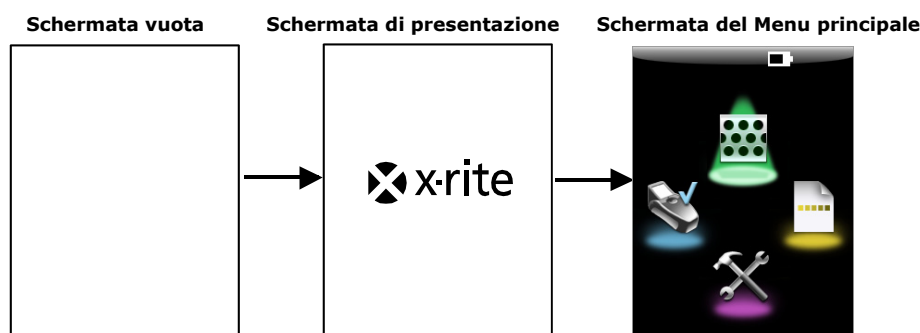 Schermata vuota
Schermata di presentazione
Schermata del Menu principale
x·rite